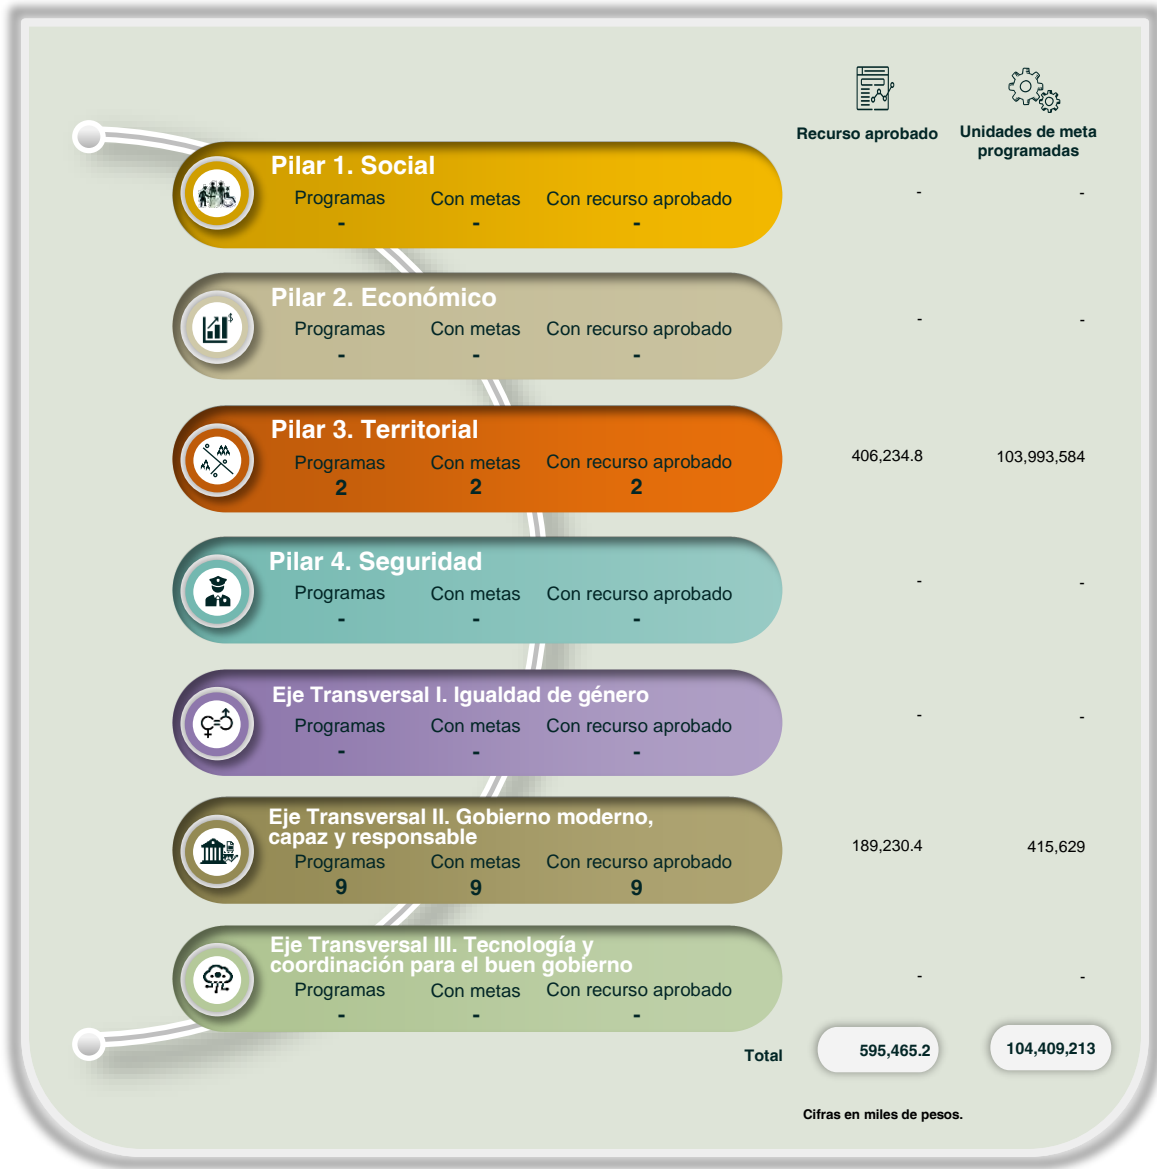 Recurso aprobado
Unidades de meta
programadas
Pilar 1. Social
Programas Con metas Con recurso aprobado
- - -
- -
Pilar 2. Económico
Programas Con metas Con recurso aprobado
- - -
- -
Pilar 3. Territorial
Programas Con metas Con recurso aprobado
2 2 2
406,234.8 103,993,584
Pilar 4. Seguridad
Programas Con metas Con recurso aprobado
- - -
- -
Eje Transversal I. Igualdad de género
Programas Con metas Con recurso aprobado
- - -
- -
Eje Transversal II. Gobierno moderno,
capaz y responsable
Programas Con metas Con recurso aprobado
9 9 9
189,230.4 415,629
Eje Transversal III. Tecnología y
coordinación para el buen gobierno
Programas Con metas Con recurso aprobado
- - -
- -
Total 595,465.2 104,409,213
Cifras en miles de pesos.